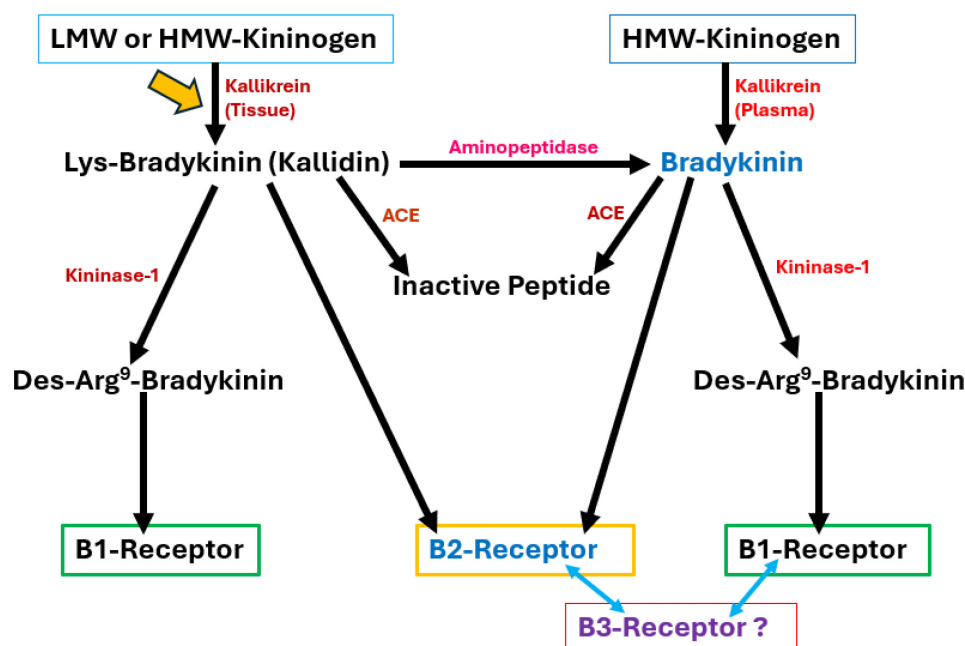 LMW or HMW-Kininogen
HMW-Kininogen
Kallikrein
(Tissue)
Kallikrein
(Plasma)
Lys-Bradykinin (Kallidin)
Aminopeptidase
Bradykinin
ACE
ACE
Kininase-1
Inactive Peptide
Kininase-1
Des-Arg⁹-Bradykinin
Des-Arg⁹-Bradykinin
B1-Receptor
B2-Receptor
B1-Receptor
B3-Receptor ?